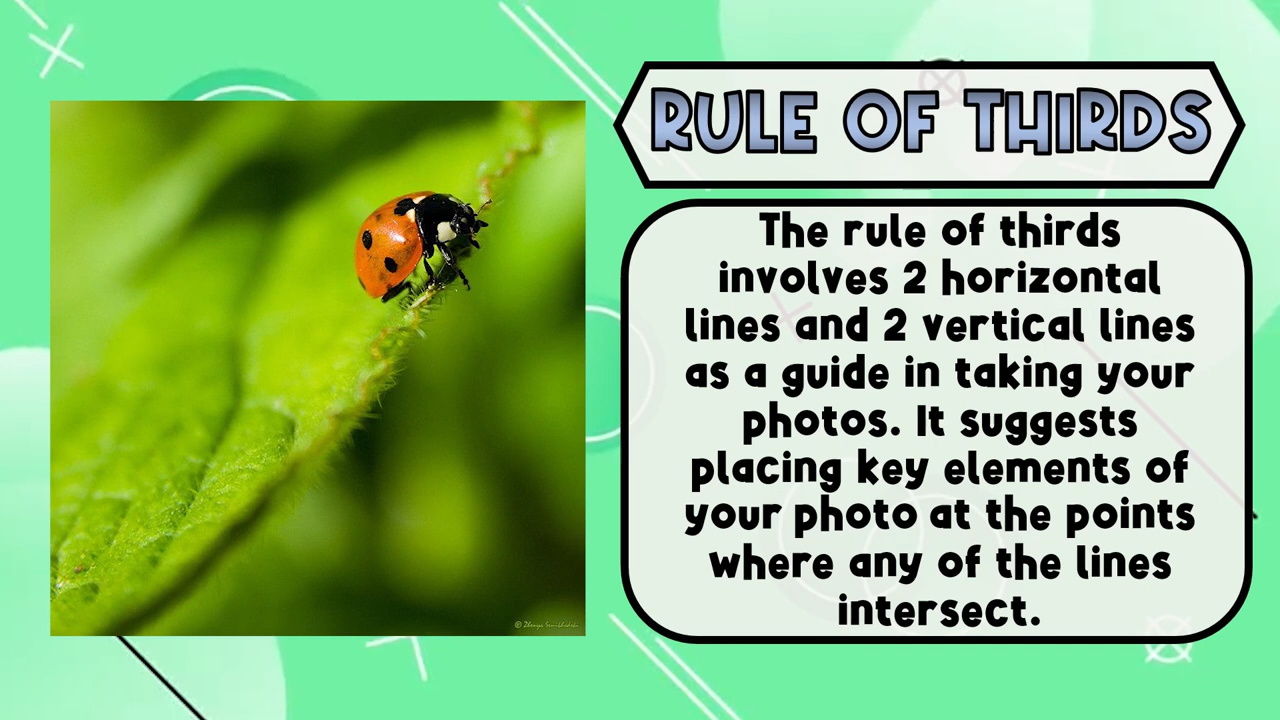 RULE OF THIRDS
The rule of thirds
involves 2 horizontal
lines and 2 vertical lines
as a guide in taking your
photos. It suggests
placing key elements of
your photo at the points
where any of the lines
intersect.